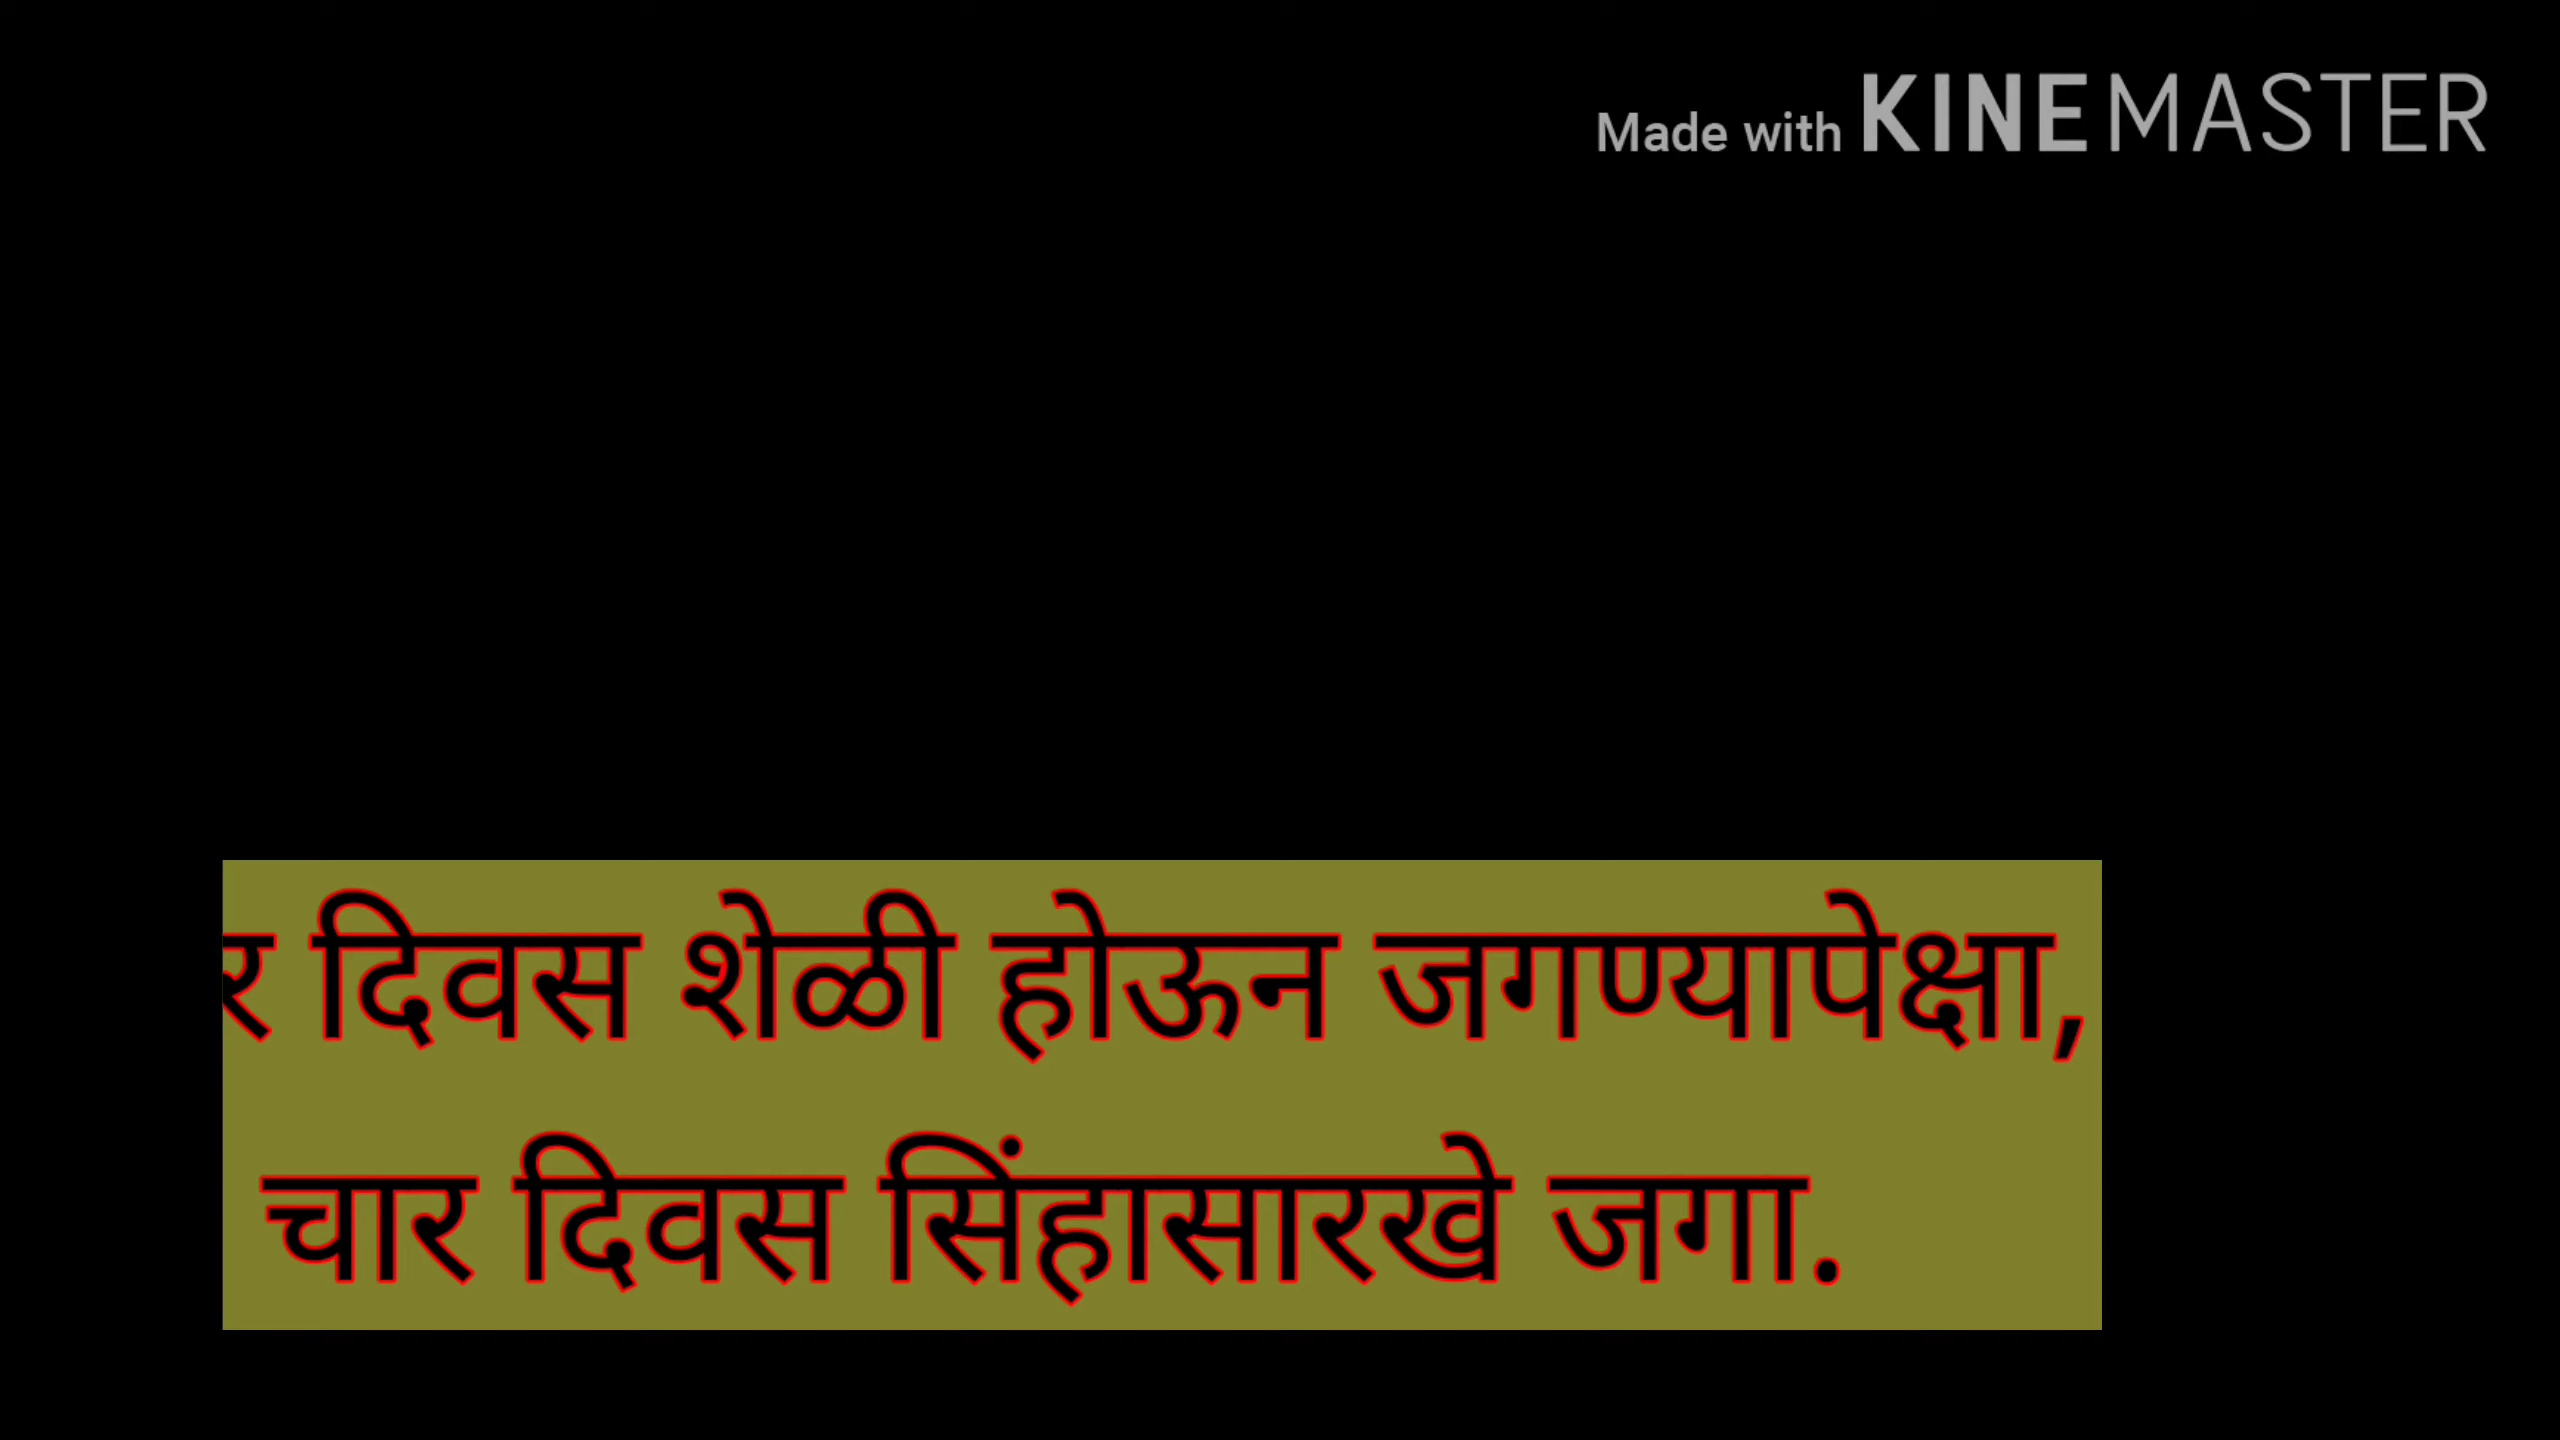 Made with KINEMASTER
र दिवस शेळी होऊन जगण्यापेक्षा,
चार दिवस सिंहासारखे जगा.